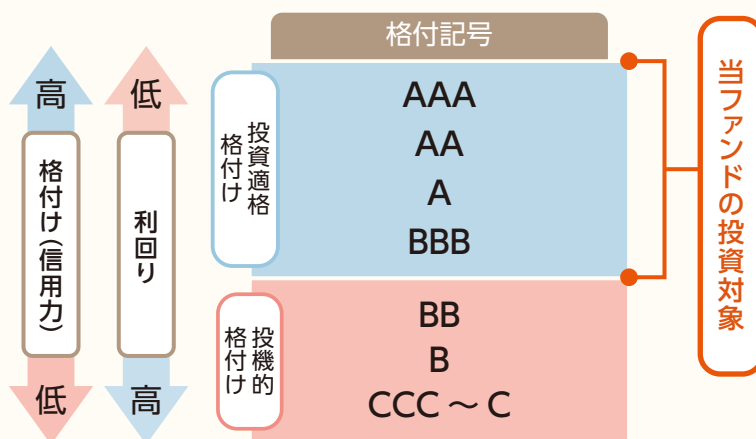 格付記号
高
格付け(信用力)
低
低
利回り
高
投資適格
格付け
AAA
AA
A
BBB
投機的
格付け
BB
B
CCC ～ C
当ファンドの投資対象